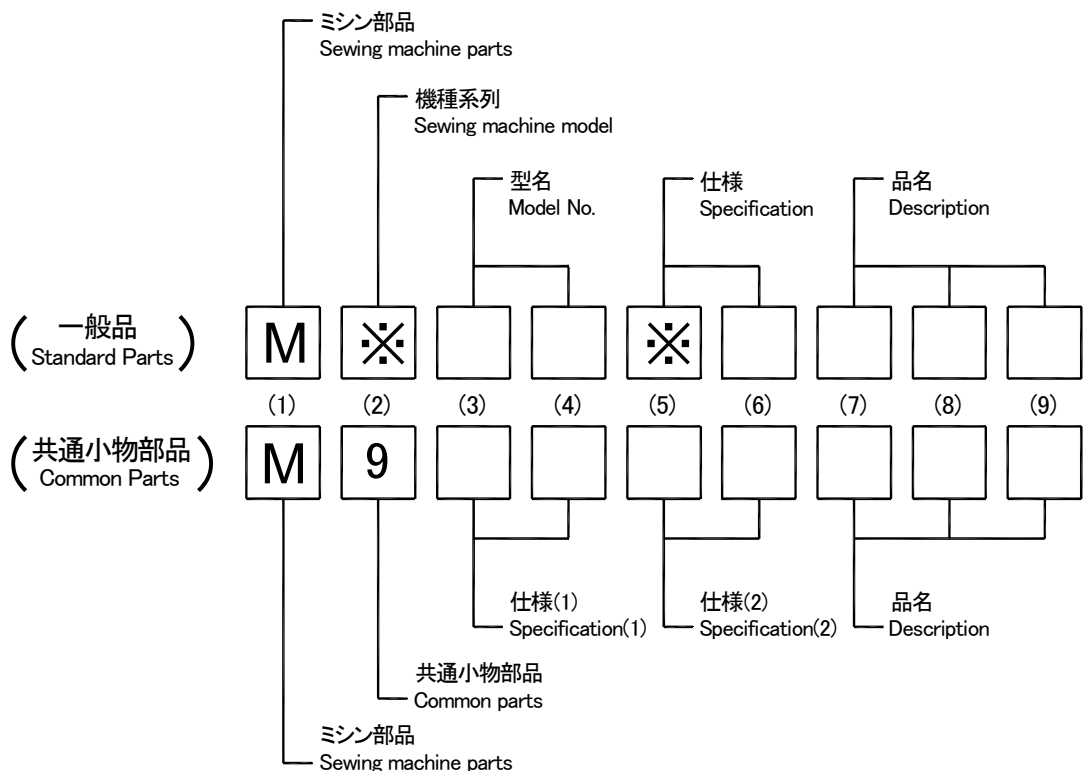 ミシン部品
Sewing machine parts
機種系列
Sewing machine model
型名
Model No.
仕様
Specification
品名
Description
一般品
Standard Parts
M ※ ※
(1) (2) (3) (4) (5) (6) (7) (8) (9)
共通小物部品
Common Parts
M 9
仕様(1)
Specification(1)
仕様(2)
Specification(2)
品名
Description
共通小物部品
Common parts
ミシン部品
Sewing machine parts